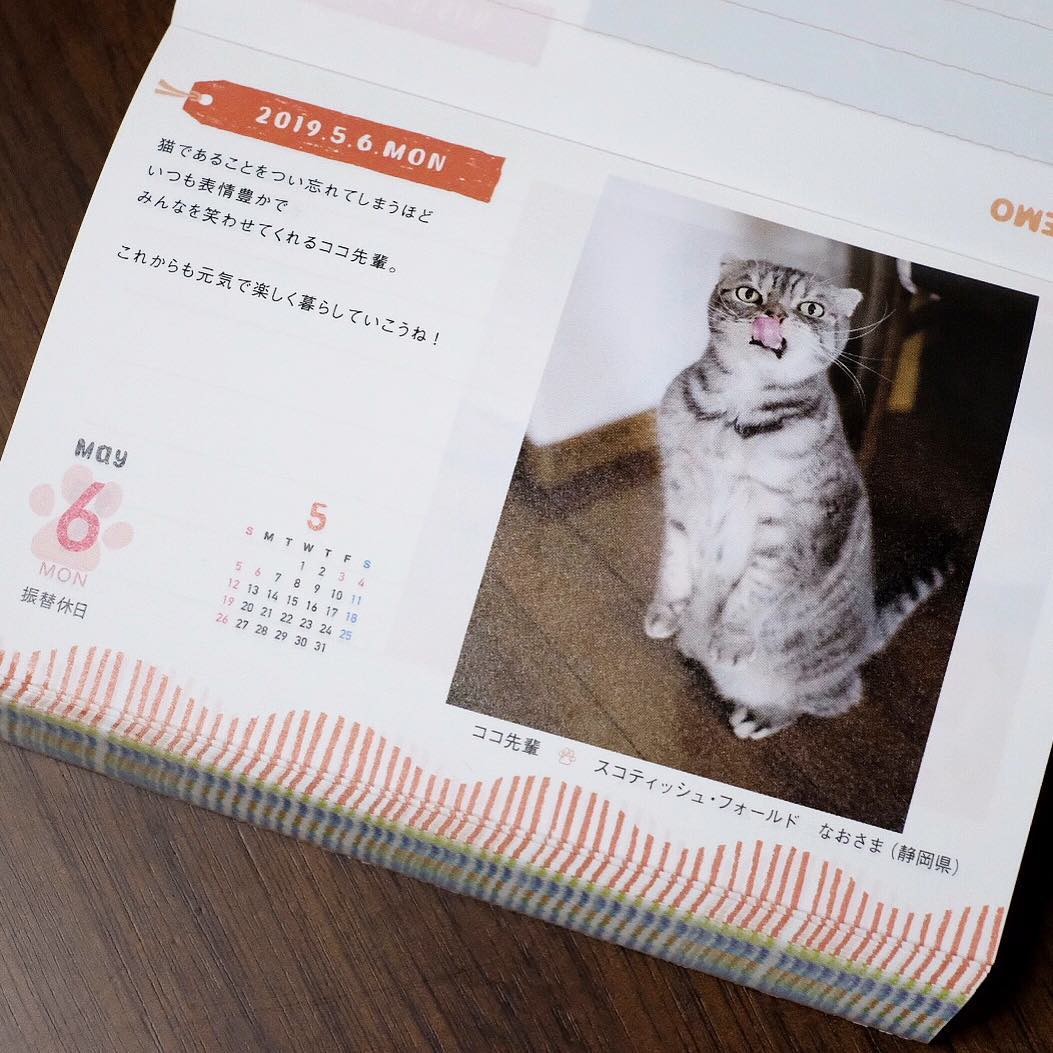 2019.5.6.MON
猫であることをつい忘れてしまうほど
いつも表情豊かで
みんなを笑わせてくれるココ先輩。
これからも元気で楽しく暮らしていこうね！
May
6
MON
振替休日
5
S M T W T F S
1 2 3 4
5 6 7 8 9 10 11
12 13 14 15 16 17 18
19 20 21 22 23 24 25
26 27 28 29 30 31
ココ先輩 スコティッシュ・フォールド なおさま（静岡県）
EMO